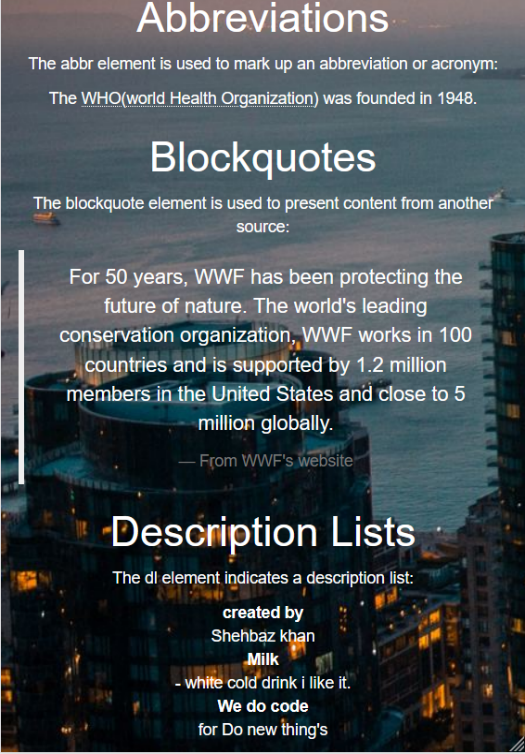 Abbreviations
The abbr element is used to mark up an abbreviation or acronym:
The WHO(world Health Organization) was founded in 1948.
Blockquotes
The blockquote element is used to present content from another
source:
For 50 years, WWF has been protecting the
future of nature. The world's leading
conservation organization, WWF works in 100
countries and is supported by 1.2 million
members in the United States and close to 5
million globally.
— From WWF's website
Description Lists
The dl element indicates a description list:
created by
Shehbaz khan
Milk
- white cold drink i like it.
We do code
for Do new thing's